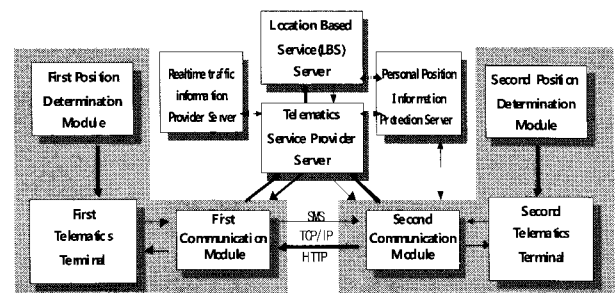 Location Based
Service(LBS)
Server
First Position
Determination
Module
Realtime traffic
information
Provider Server
Personal Position
Information
Protection Server
Second Position
Determination
Module
Telematics
Service Provider
Server
First
Telematics
Terminal
First
Communication
Module
SMS
TCP/IP
HTTP
Second
Communication
Module
Second
Telematics
Terminal